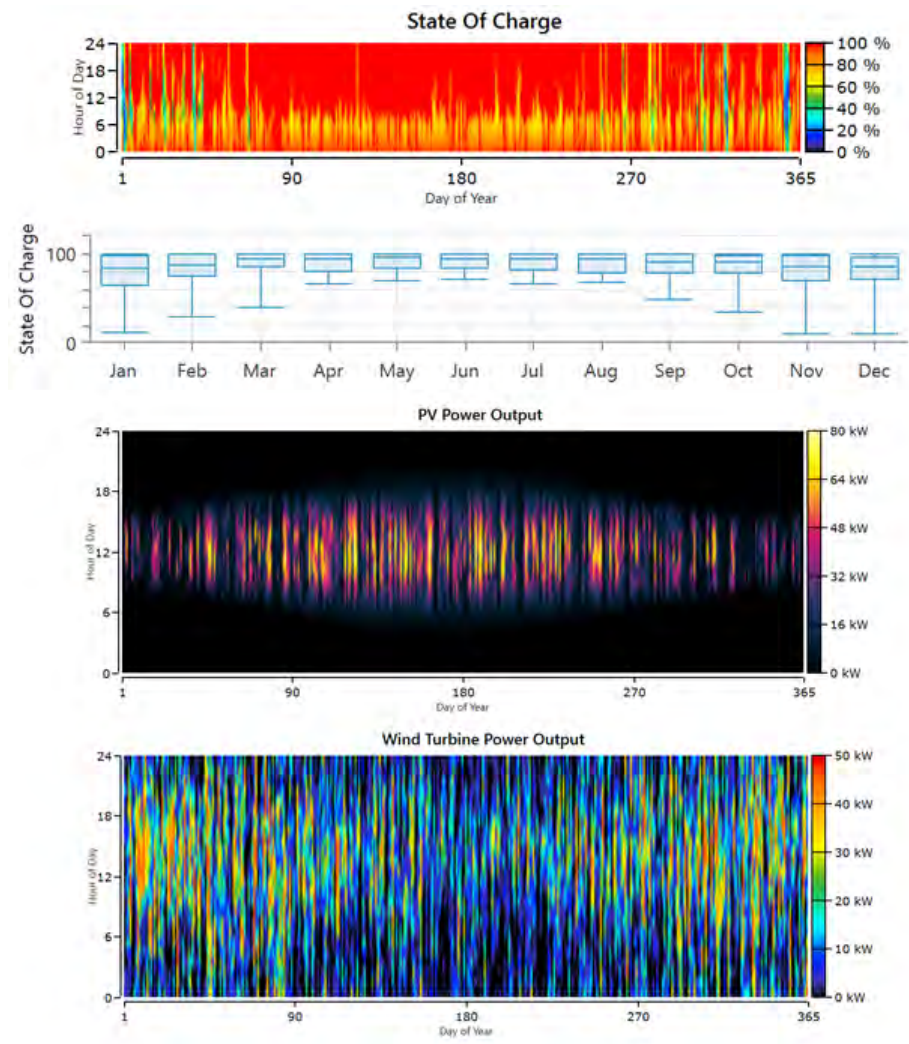 State Of Charge
24
18
12
6
0
Hour of Day
100 %
80 %
60 %
40 %
20 %
0 %
1 90 180 270 365
Day of Year
State Of Charge
100
0
Jan Feb Mar Apr May Jun Jul Aug Sep Oct Nov Dec
PV Power Output
24
18
12
6
0
Hour of Day
80 kW
64 kW
48 kW
32 kW
16 kW
0 kW
1 90 180 270 365
Day of Year
Wind Turbine Power Output
24
18
12
6
0
Hour of Day
50 kW
40 kW
30 kW
20 kW
10 kW
0 kW
1 90 180 270 365
Day of Year